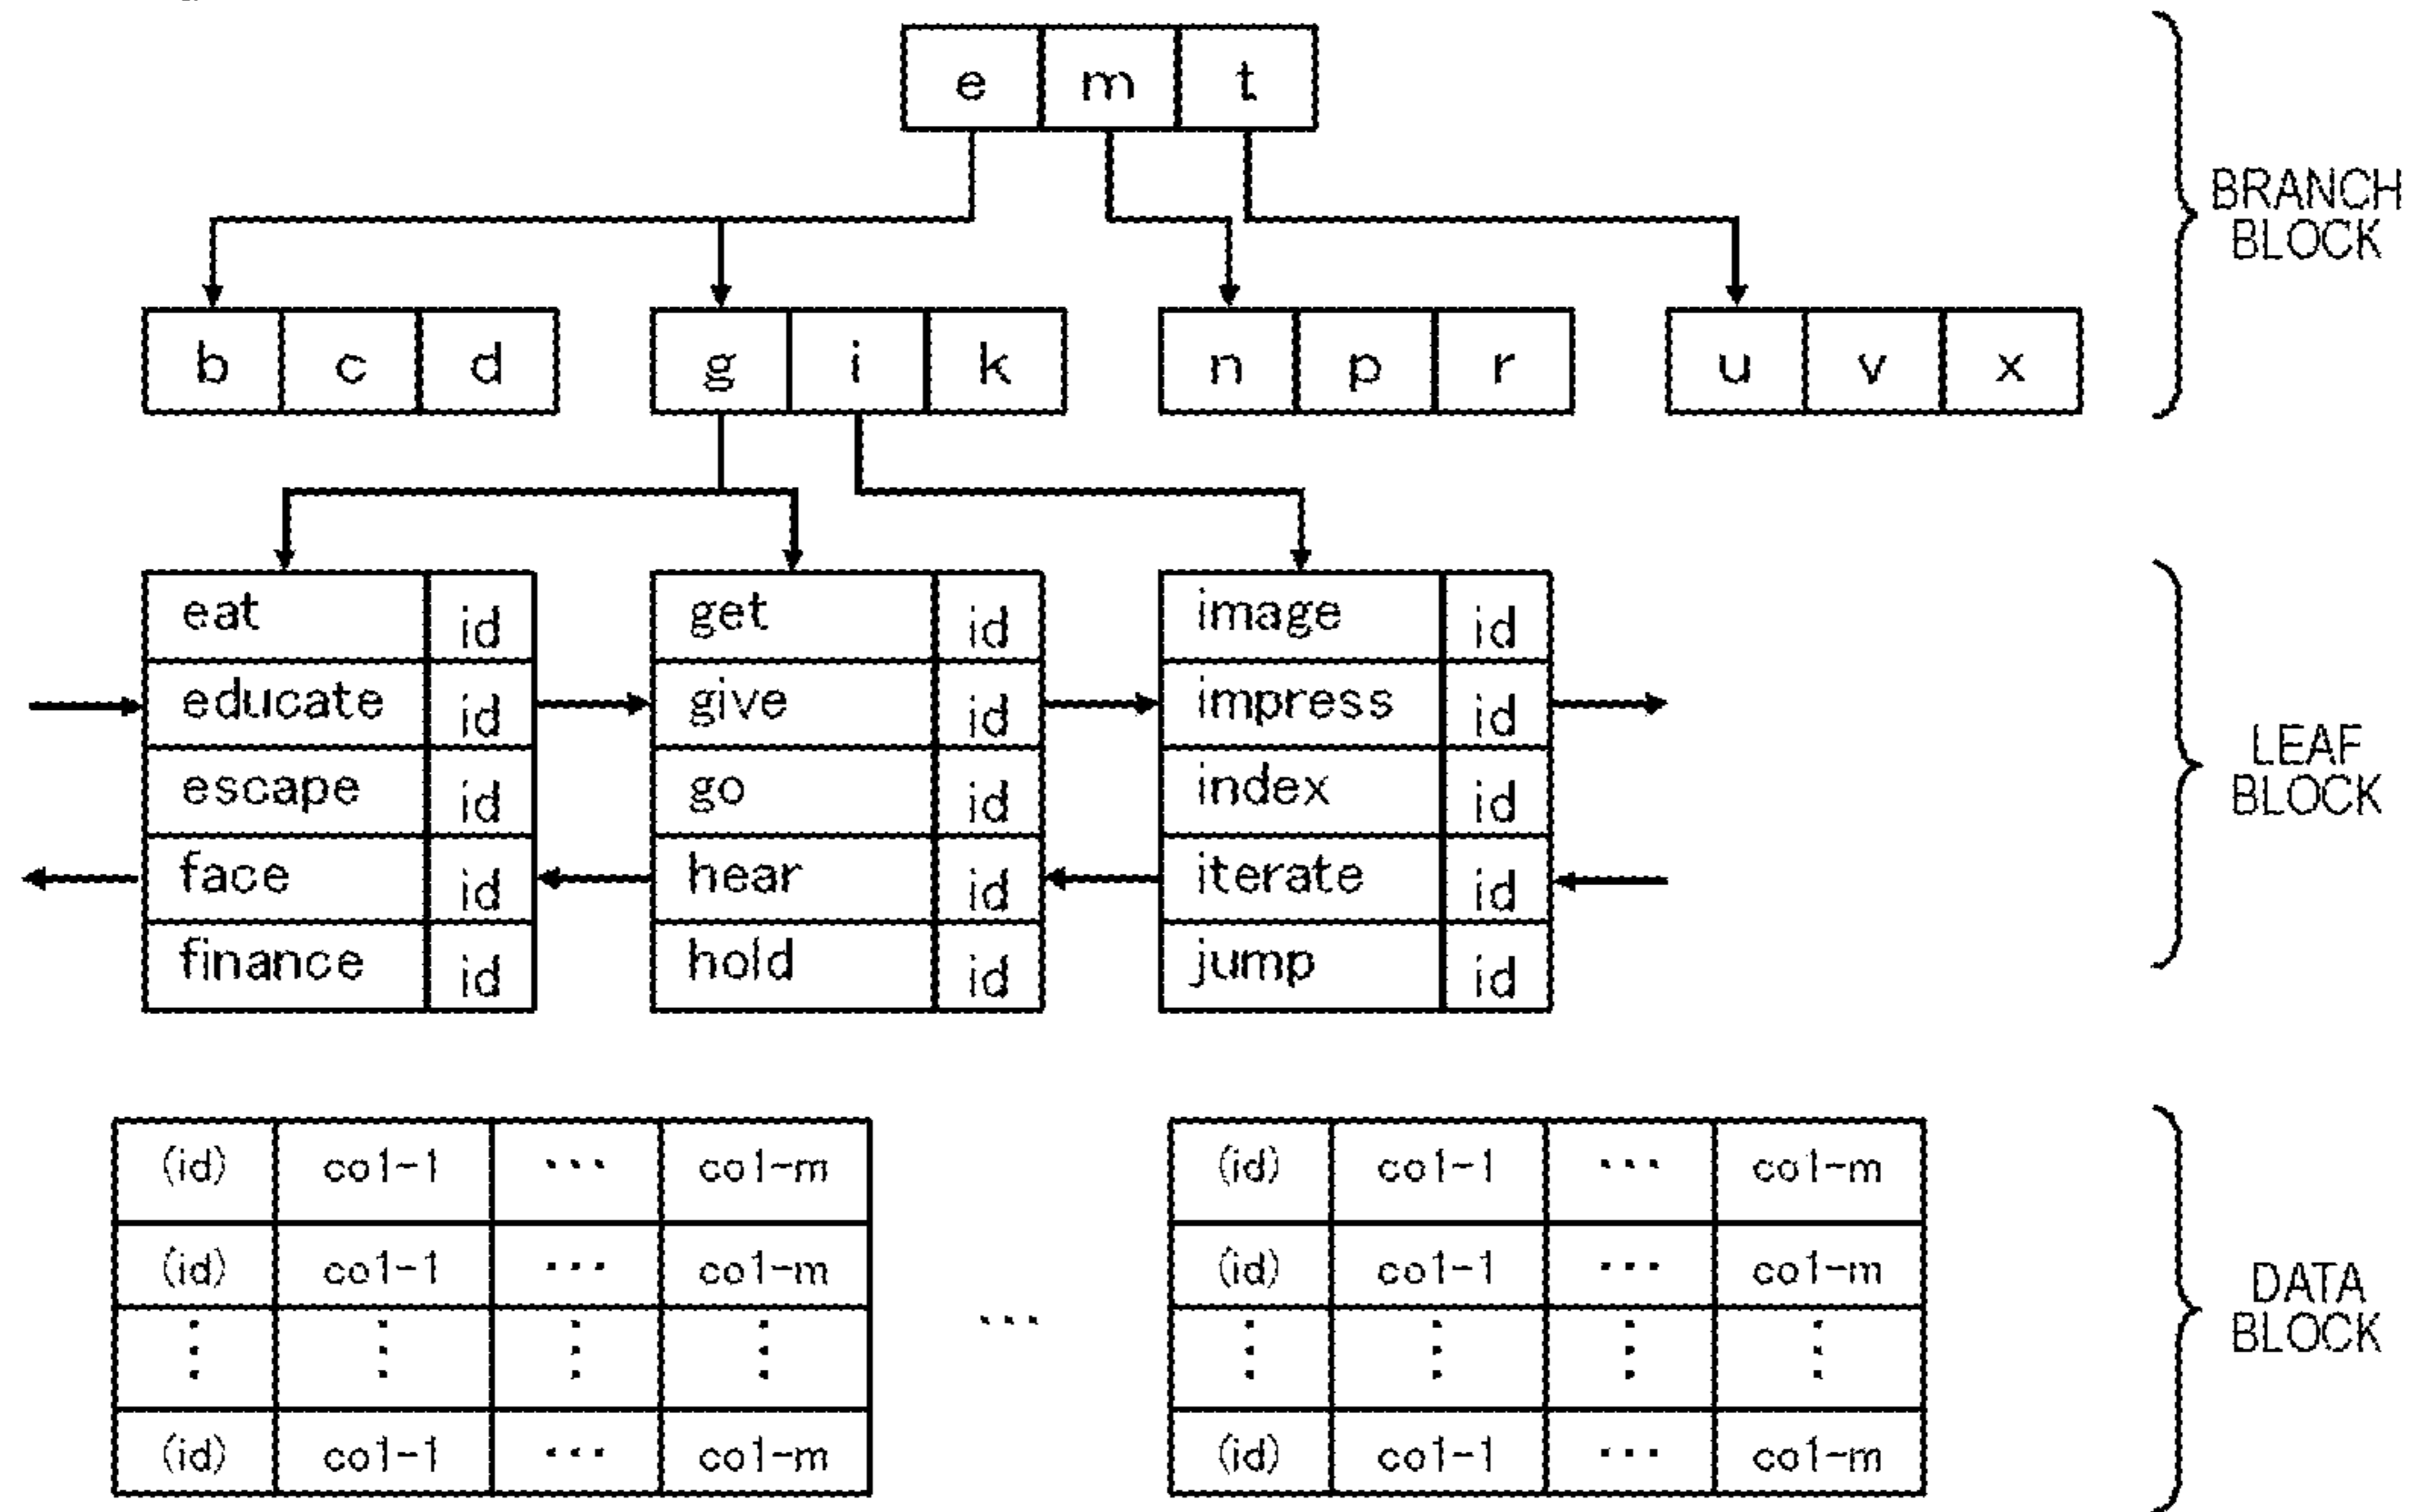 e m t
BRANCH
BLOCK
b c d g i k n p r u v x
eat id get id image id
educate id give id impress id
escape id go id index id
face id hear id iterate id
finance id hold id jump id
LEAF
BLOCK
(id) co1-1 ... co1-m (id) co1-1 ... co1-m
(id) co1-1 ... co1-m (id) co1-1 ... co1-m
...
(id) co1-1 ... co1-m (id) co1-1 ... co1-m
DATA
BLOCK